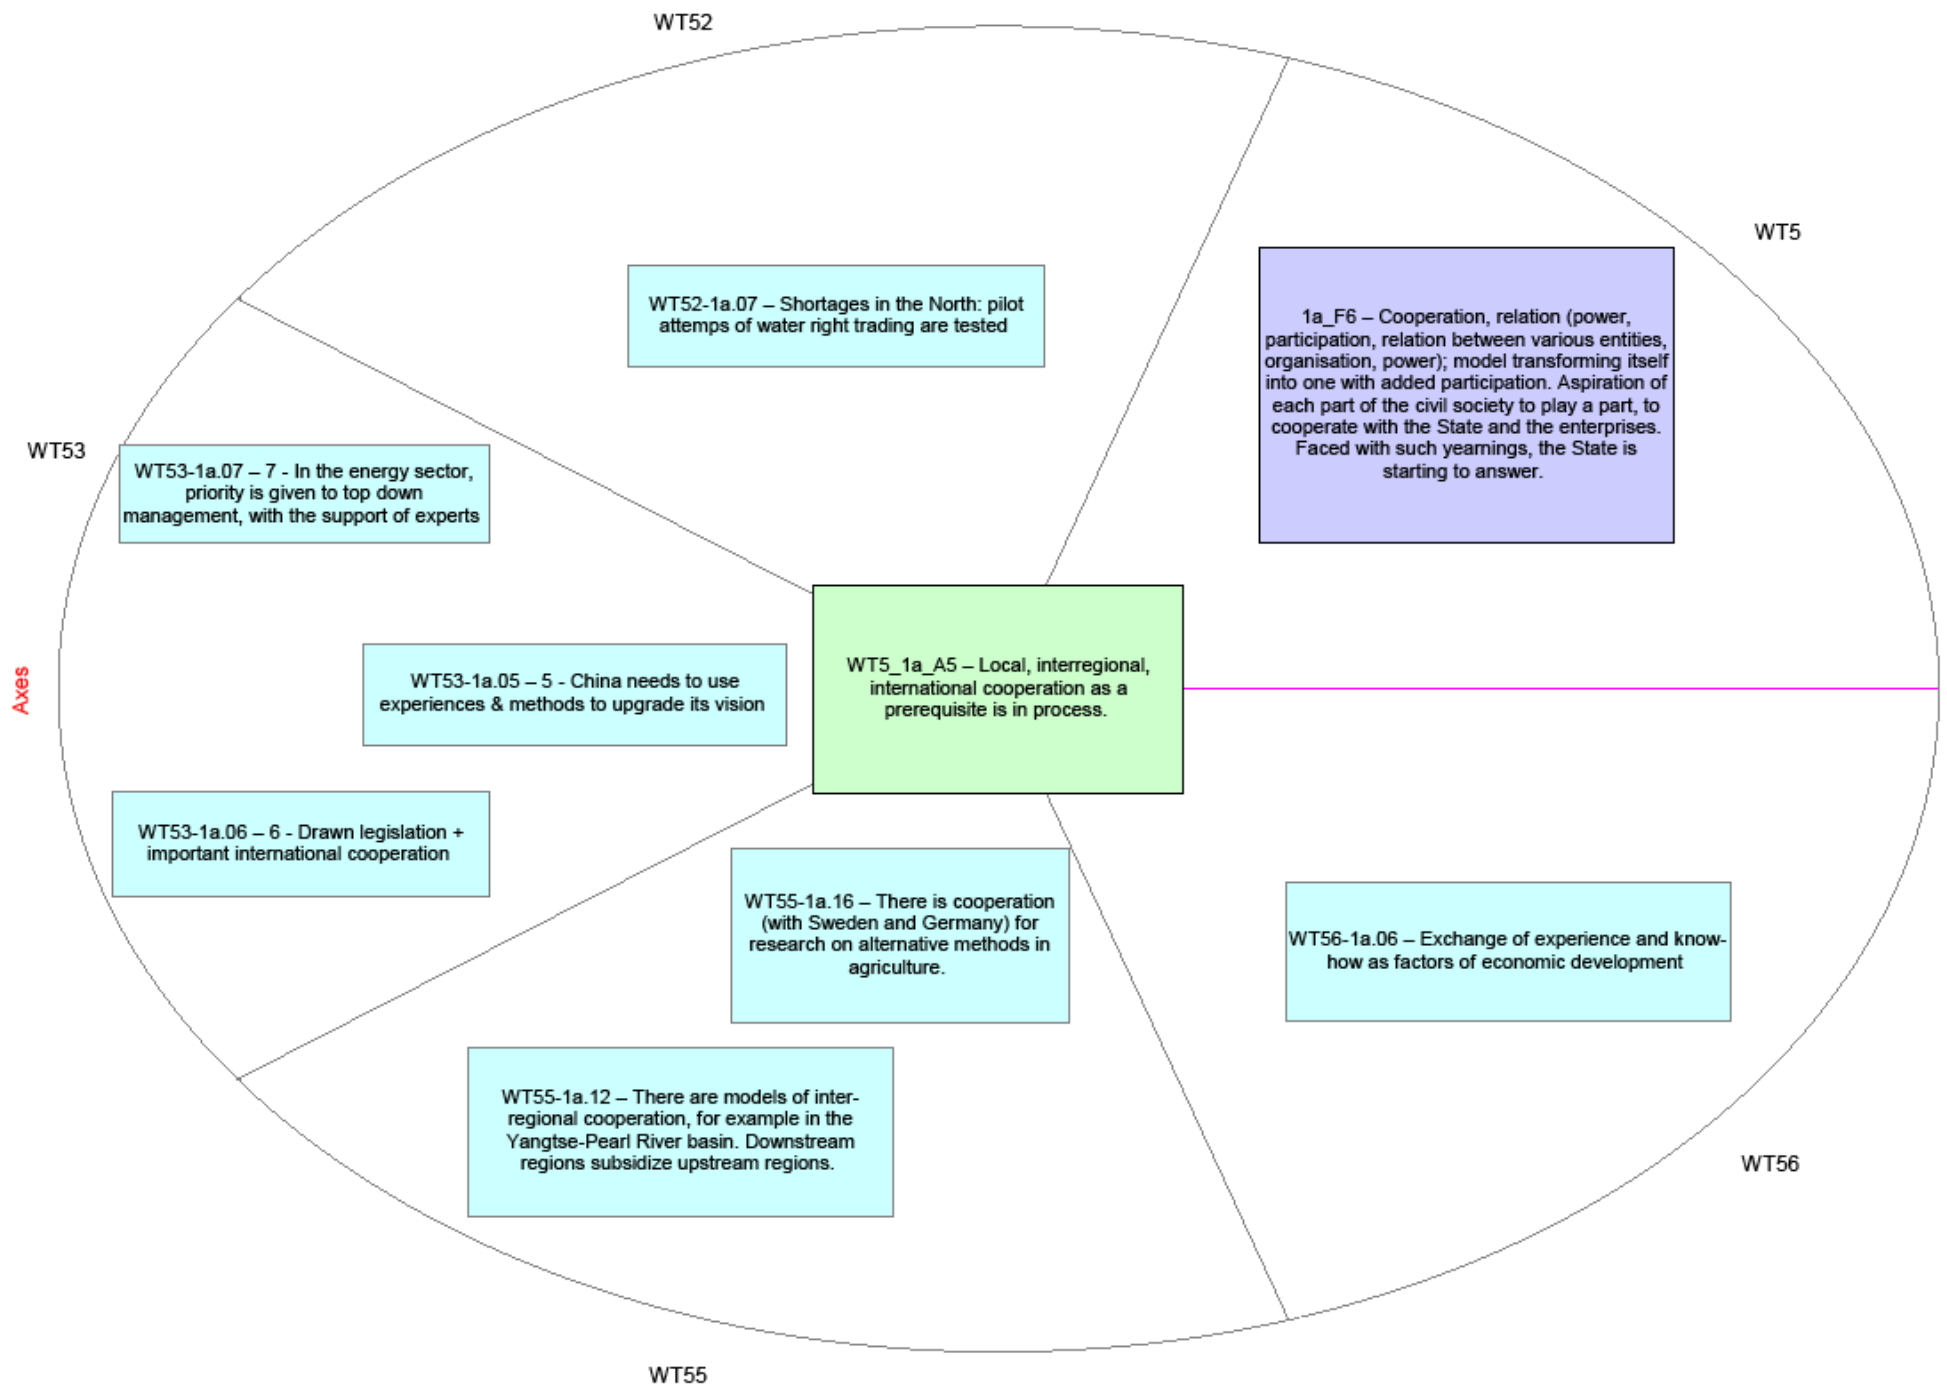 WT52
WT5
WT52-1a.07 – Shortages in the North: pilot
attemps of water right trading are tested
1a_F6 – Cooperation, relation (power,
participation, relation between various entities,
organisation, power); model transforming itself
into one with added participation. Aspiration of
each part of the civil society to play a part, to
cooperate with the State and the enterprises.
Faced with such yearnings, the State is
starting to answer.
WT53
WT53-1a.07 – 7 - In the energy sector,
priority is given to top down
management, with the support of experts
Axes
WT53-1a.05 – 5 - China needs to use
experiences & methods to upgrade its vision
WT5_1a_A5 – Local, interregional,
international cooperation as a
prerequisite is in process.
WT53-1a.06 – 6 - Drawn legislation +
important international cooperation
WT55-1a.16 – There is cooperation
(with Sweden and Germany) for
research on alternative methods in
agriculture.
WT56-1a.06 – Exchange of experience and know-
how as factors of economic development
WT55-1a.12 – There are models of inter-
regional cooperation, for example in the
Yangtse-Pearl River basin. Downstream
regions subsidize upstream regions.
WT56
WT55